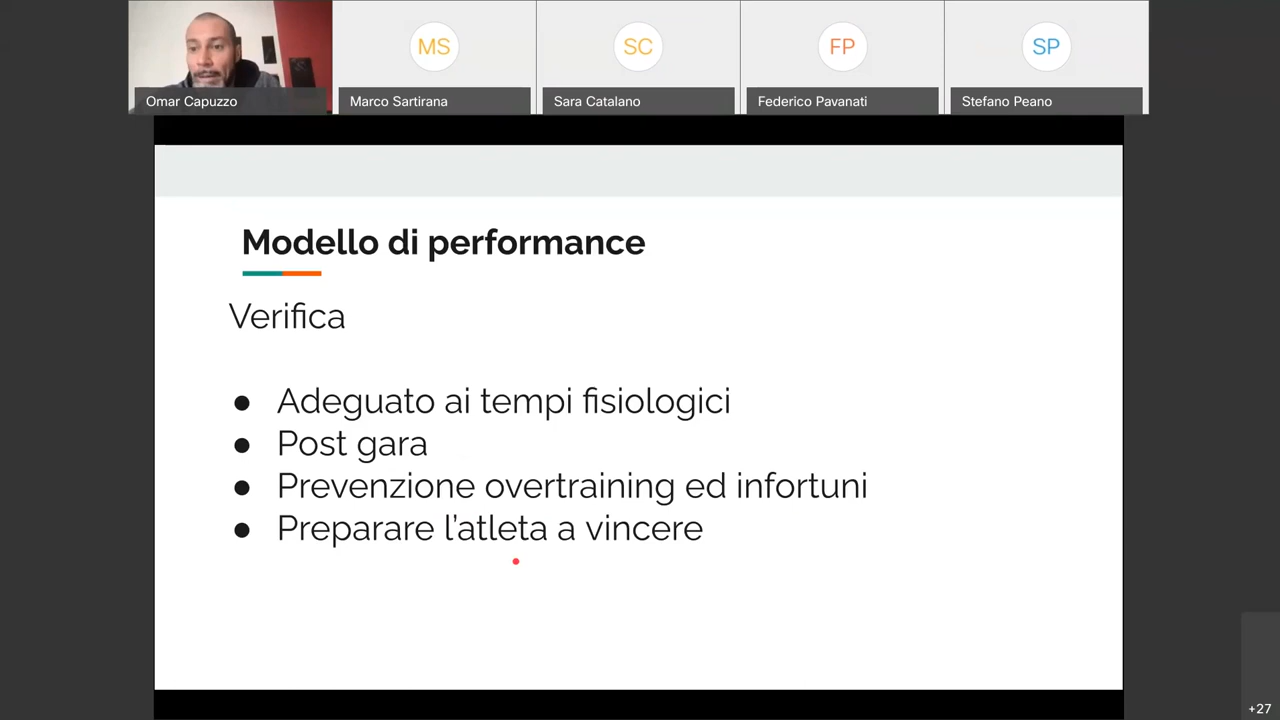 MS
SC
FP
SP
Omar Capuzzo
Marco Sartirana
Sara Catalano
Federico Pavanati
Stefano Peano
Modello di performance
Verifica
● Adeguato ai tempi fisiologici
● Post gara
● Prevenzione overtraining ed infortuni
● Preparare l'atleta a vincere
+27